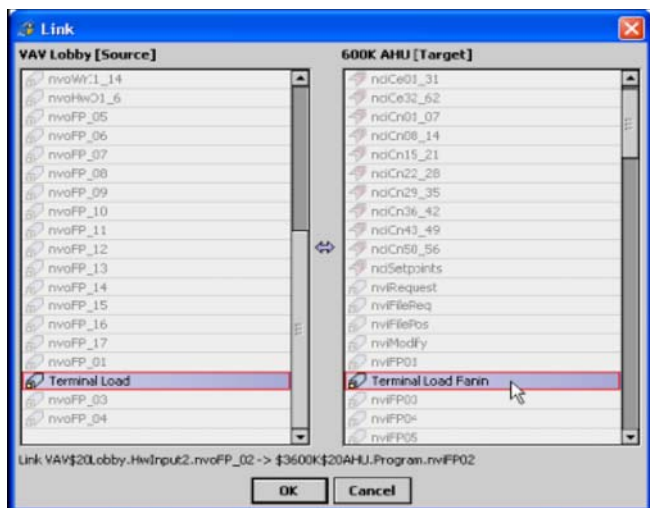 Link
VAV Lobby [Source]
nvoWrC1_14
nvoHwO1_6
nvoFP_05
nvoFP_06
nvoFP_07
nvoFP_08
nvoFP_09
nvoFP_10
nvoFP_11
nvoFP_12
nvoFP_13
nvoFP_14
nvoFP_15
nvoFP_16
nvoFP_17
nvoFP_01
Terminal Load
nvoFP_03
nvoFP_04
600K AHU [Target]
nciCe01_31
nciCe32_62
nciCn01_07
nciCn08_14
nciCn15_21
nciCn22_28
nciCn29_35
nciCn36_42
nciCn43_49
nciCn50_56
nciSetpoints
nviRequest
nviFileReq
nviFilePos
nviModify
nviFP01
Terminal Load Fanin
nviFP03
nviFP04
nviFP05
Link VAV$20Lobby.HwInput2.nvoFP_02 -> $3600K$20AHU.Program.nviFP02
OK Cancel